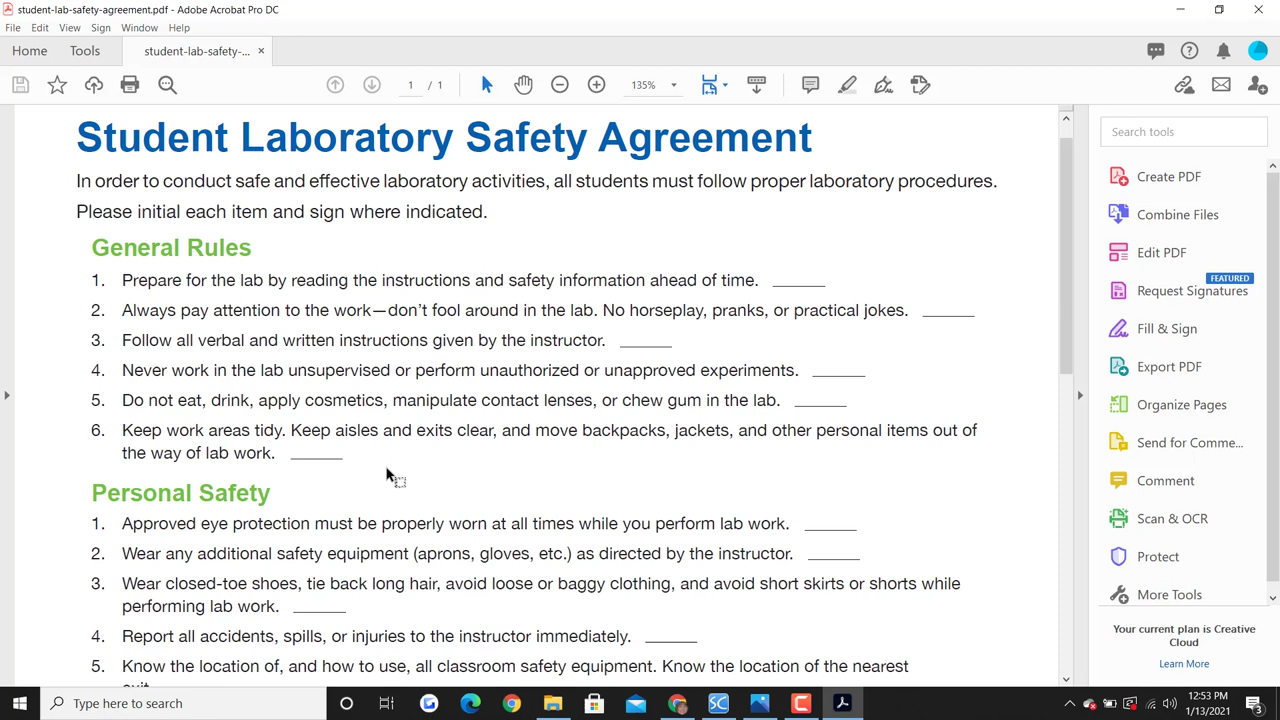 student-lab-safety-agreement.pdf - Adobe Acrobat Pro DC
File Edit View Sign Window Help
Home Tools student-lab-safety-... ×
1 / 1 135%
Student Laboratory Safety Agreement
In order to conduct safe and effective laboratory activities, all students must follow proper laboratory procedures.
Please initial each item and sign where indicated.
General Rules
1. Prepare for the lab by reading the instructions and safety information ahead of time. ______
2. Always pay attention to the work—don't fool around in the lab. No horseplay, pranks, or practical jokes. ______
3. Follow all verbal and written instructions given by the instructor. ______
4. Never work in the lab unsupervised or perform unauthorized or unapproved experiments. ______
5. Do not eat, drink, apply cosmetics, manipulate contact lenses, or chew gum in the lab. ______
6. Keep work areas tidy. Keep aisles and exits clear, and move backpacks, jackets, and other personal items out of
the way of lab work. ______
Personal Safety
1. Approved eye protection must be properly worn at all times while you perform lab work. ______
2. Wear any additional safety equipment (aprons, gloves, etc.) as directed by the instructor. ______
3. Wear closed-toe shoes, tie back long hair, avoid loose or baggy clothing, and avoid short skirts or shorts while
performing lab work. ______
4. Report all accidents, spills, or injuries to the instructor immediately. ______
5. Know the location of, and how to use, all classroom safety equipment. Know the location of the nearest
exit.
Search tools
Create PDF
Combine Files
Edit PDF
FEATURED
Request Signatures
Fill & Sign
Export PDF
Organize Pages
Send for Comme...
Comment
Scan & OCR
Protect
More Tools
Your current plan is Creative
Cloud
Learn More
Type here to search
SC
12:53 PM
1/13/2021
3